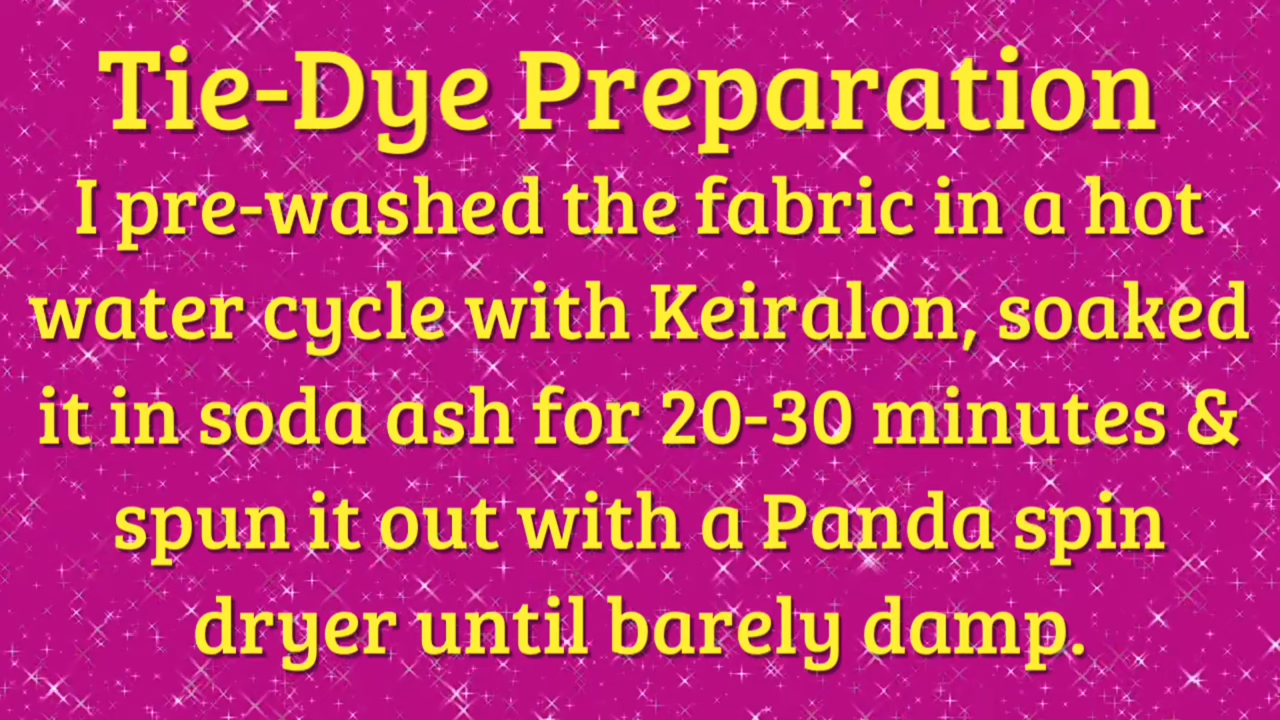 Tie-Dye Preparation
I pre-washed the fabric in a hot
water cycle with Keiralon, soaked
it in soda ash for 20-30 minutes &
spun it out with a Panda spin
dryer until barely damp.